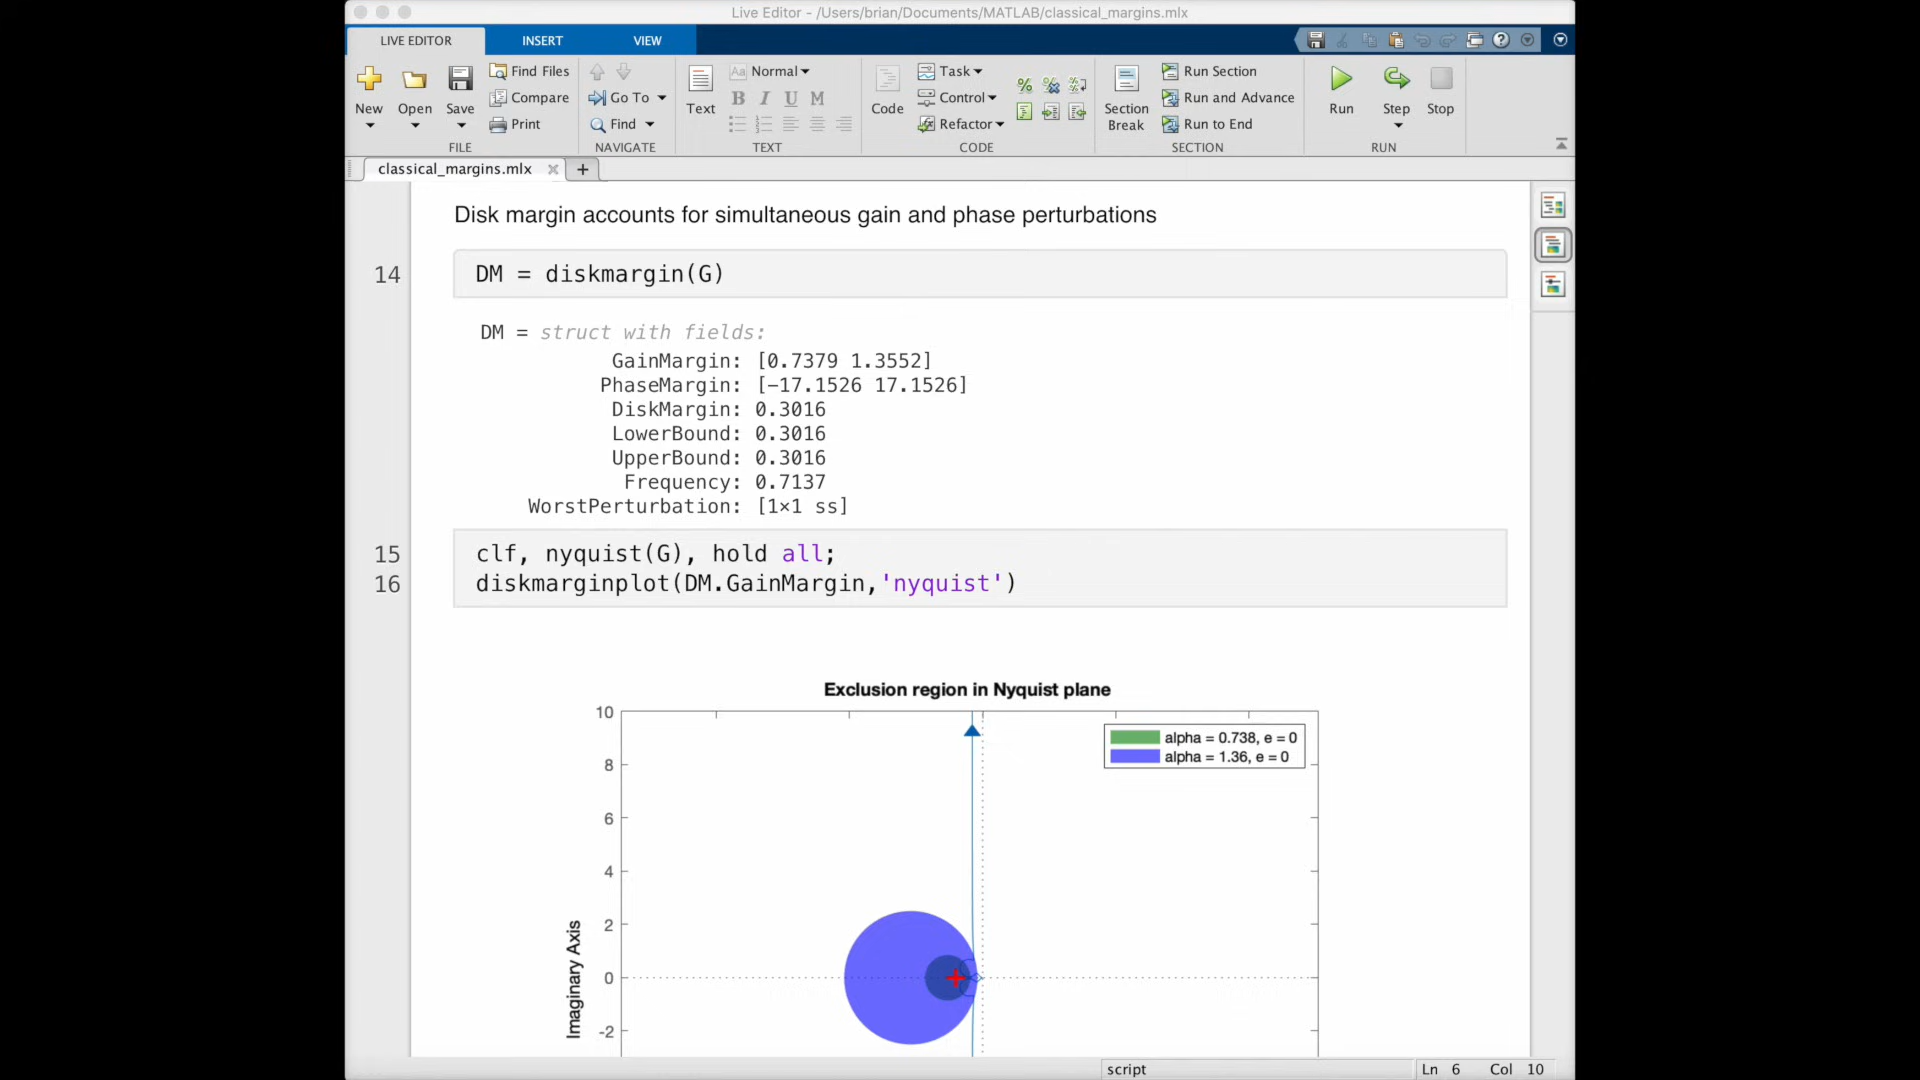 Live Editor - /Users/brian/Documents/MATLAB/classical_margins.mlx
LIVE EDITOR INSERT VIEW
New Open Save
Find Files
Compare
Print
FILE
Go To
Find
NAVIGATE
Text
Aa Normal
B I U M
TEXT
Code
Task
Control
Refactor
CODE
Section Break
Run Section
Run and Advance
Run to End
SECTION
Run Step Stop
RUN
classical_margins.mlx
Disk margin accounts for simultaneous gain and phase perturbations
14 DM = diskmargin(G)
DM = struct with fields:
GainMargin: [0.7379 1.3552]
PhaseMargin: [-17.1526 17.1526]
DiskMargin: 0.3016
LowerBound: 0.3016
UpperBound: 0.3016
Frequency: 0.7137
WorstPerturbation: [1×1 ss]
15 clf, nyquist(G), hold all;
16 diskmarginplot(DM.GainMargin,'nyquist')
Exclusion region in Nyquist plane
alpha = 0.738, e = 0
alpha = 1.36, e = 0
10
8
6
4
2
0
-2
Imaginary Axis
script Ln 6 Col 10